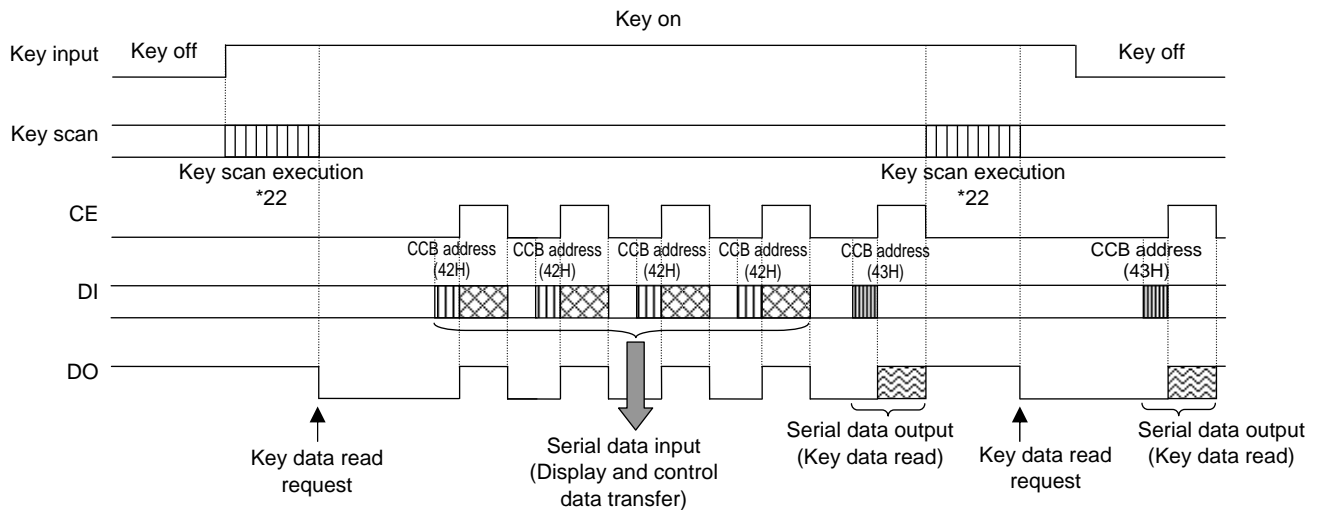 Key on
Key input
Key off
Key off
Key scan
Key scan execution
*22
Key scan execution
*22
CE
CCB address
(42H)
CCB address
(42H)
CCB address
(42H)
CCB address
(42H)
CCB address
(43H)
CCB address
(43H)
DI
DO
Key data read
request
Serial data input
(Display and control
data transfer)
Serial data output
(Key data read)
Key data read
request
Serial data output
(Key data read)